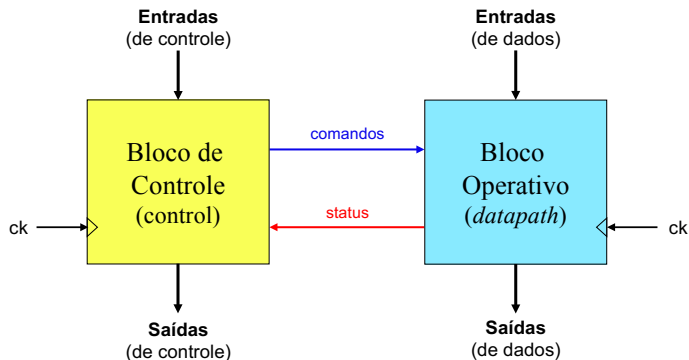 Entradas
(de controle)
Entradas
(de dados)
Bloco de
Controle
(control)
comandos
status
Bloco
Operativo
(datapath)
ck
ck
Saídas
(de controle)
Saídas
(de dados)